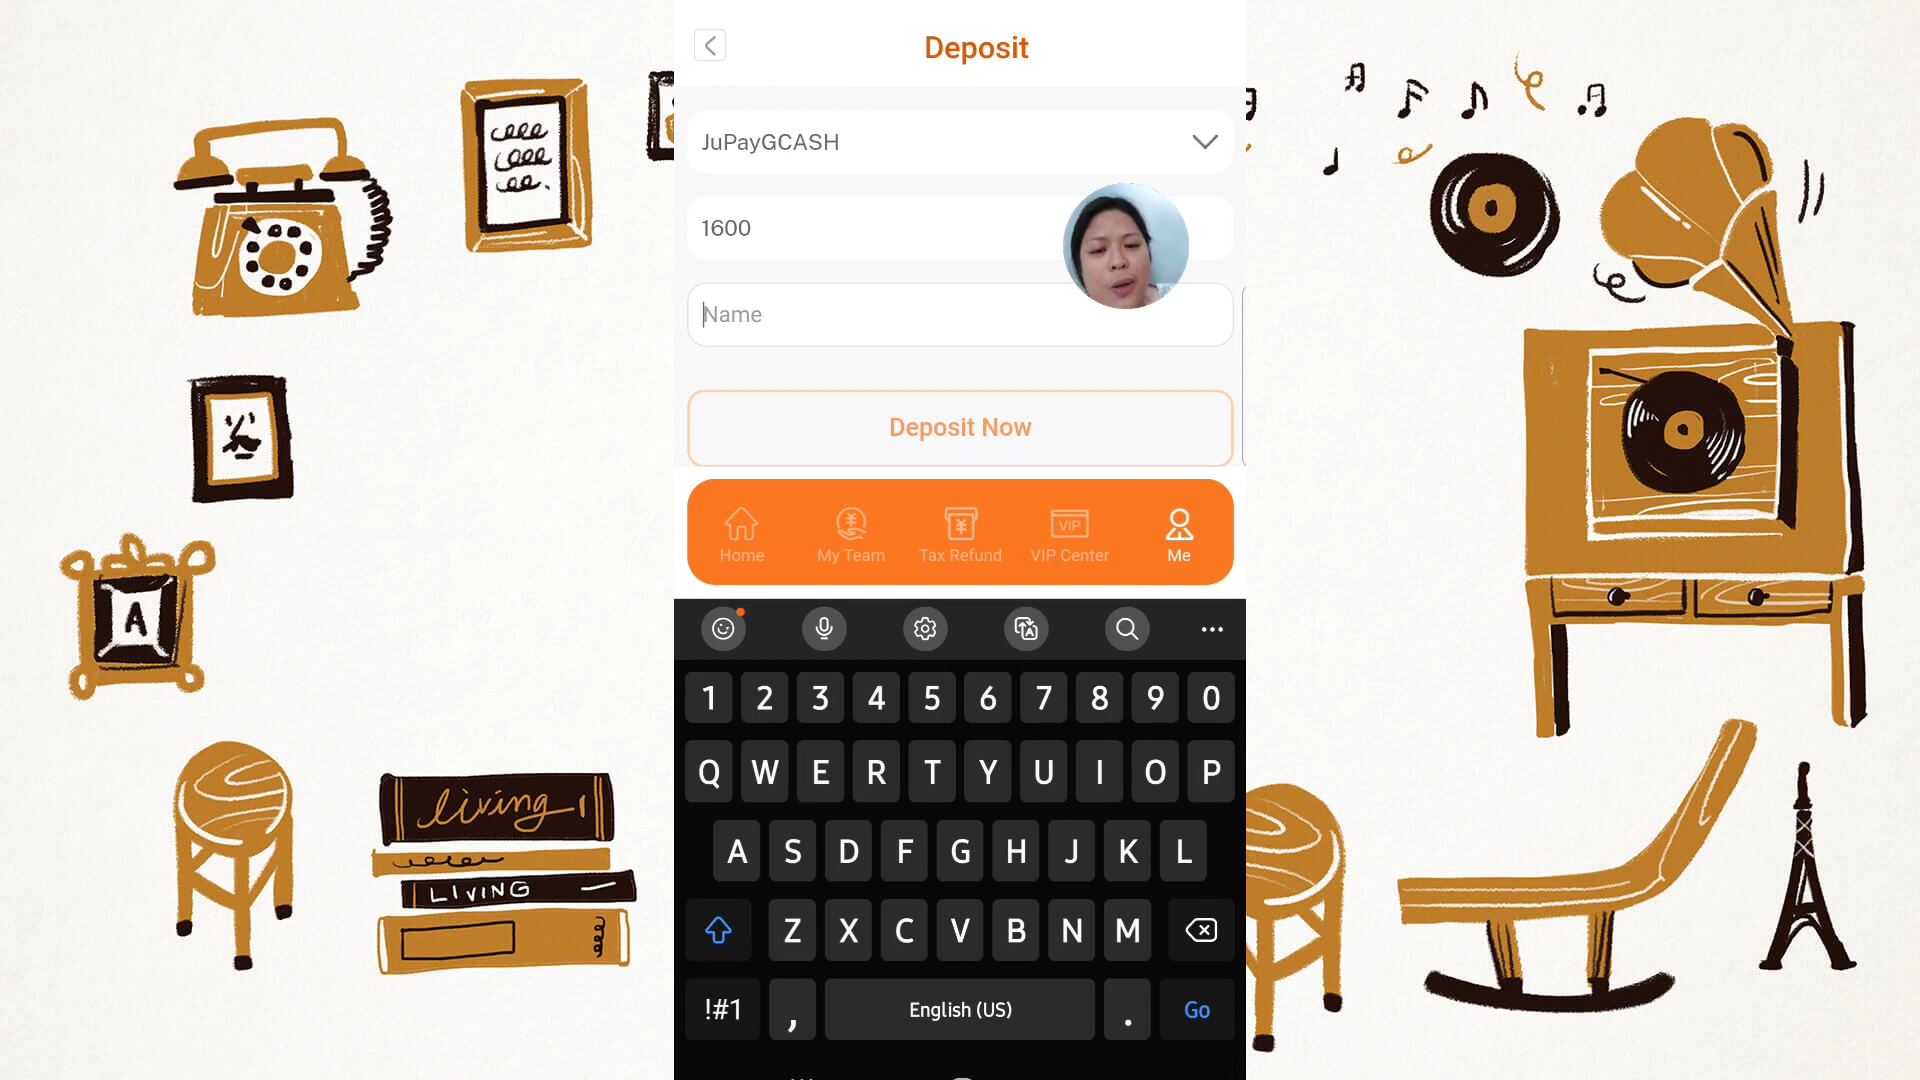 Deposit
JuPayGCASH
1600
Name
Deposit Now
Home
My Team
Tax Refund
VIP
VIP Center
Me
1 2 3 4 5 6 7 8 9 0
Q W E R T Y U I O P
A S D F G H J K L
Z X C V B N M
!#1 , English (US) . Go
A
living
LIVING